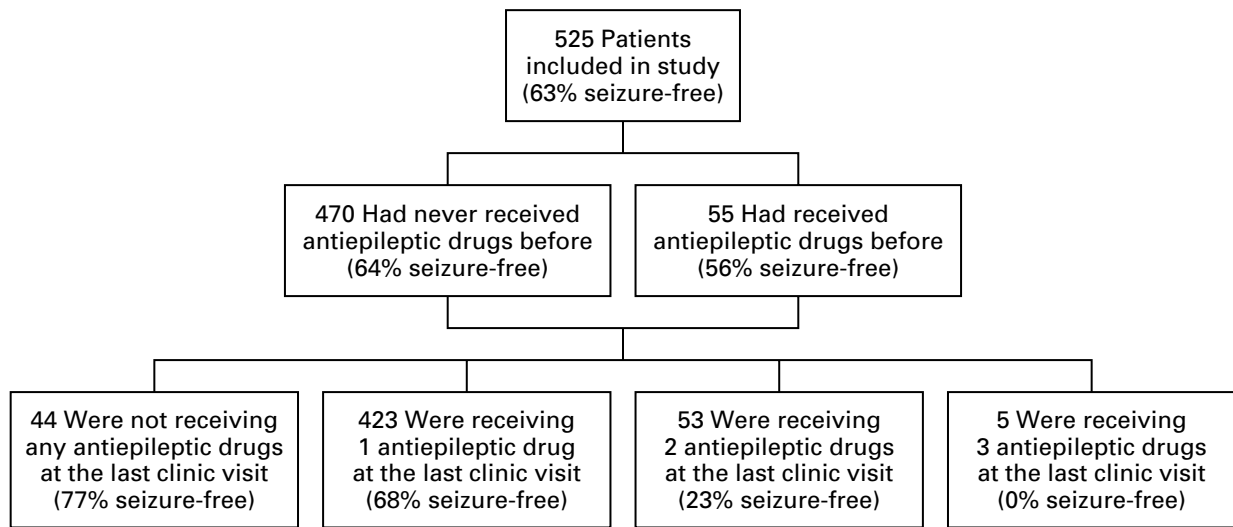 525 Patients
included in study
(63% seizure-free)
470 Had never received
antiepileptic drugs before
(64% seizure-free)
55 Had received
antiepileptic drugs before
(56% seizure-free)
44 Were not receiving
any antiepileptic drugs
at the last clinic visit
(77% seizure-free)
423 Were receiving
1 antiepileptic drug
at the last clinic visit
(68% seizure-free)
53 Were receiving
2 antiepileptic drugs
at the last clinic visit
(23% seizure-free)
5 Were receiving
3 antiepileptic drugs
at the last clinic visit
(0% seizure-free)